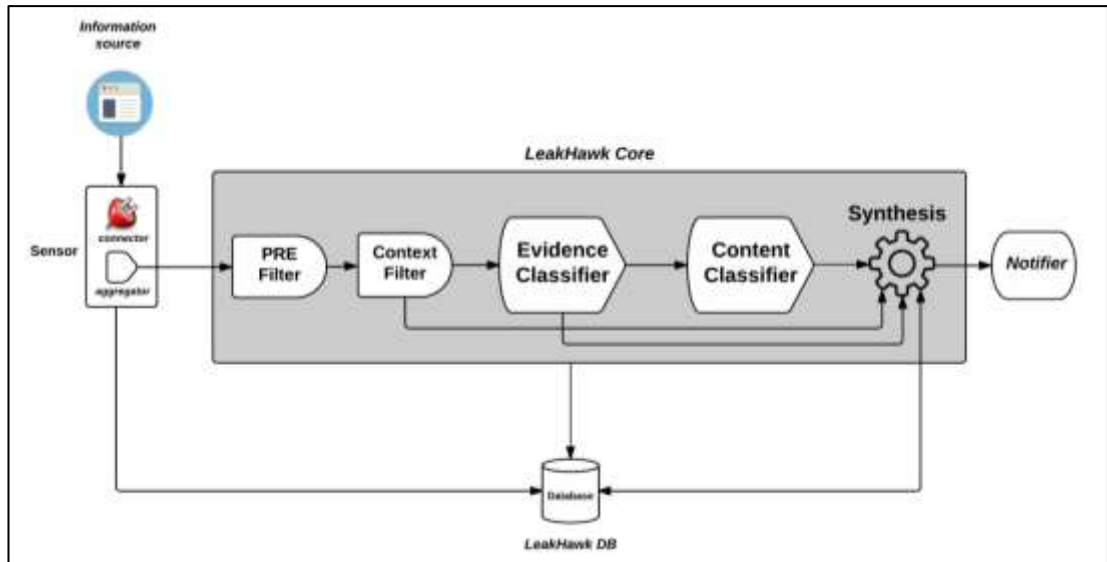 Information
source
LeakHawk Core
Sensor
connector
aggregator
PRE
Filter
Context
Filter
Evidence
Classifier
Content
Classifier
Synthesis
Notifier
Database
LeakHawk DB